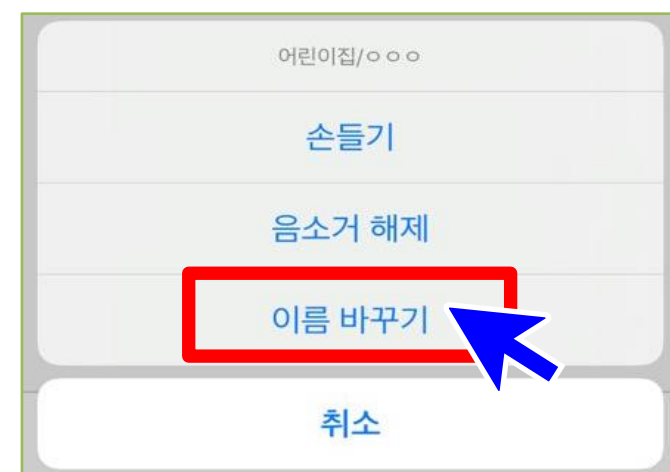 어린이집/ㅇㅇㅇ
손들기
음소거 해제
이름 바꾸기
취소